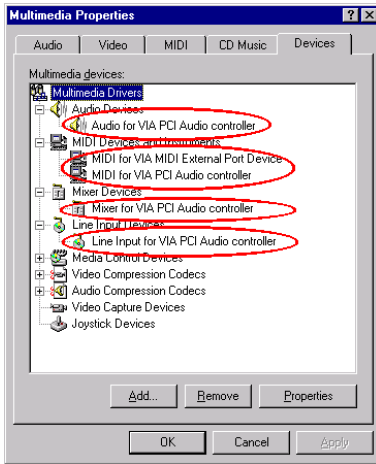 Multimedia Properties
Audio Video MIDI CD Music Devices
Multimedia devices:
Multimedia Drivers
Audio Devices
Audio for VIA PCI Audio controller
MIDI Devices and Instruments
MIDI for VIA MIDI External Port Device
MIDI for VIA PCI Audio controller
Mixer Devices
Mixer for VIA PCI Audio controller
Line Input Devices
Line Input for VIA PCI Audio controller
Media Control Devices
Video Compression Codecs
Audio Compression Codecs
Video Capture Devices
Joystick Devices
Add... Remove Properties
OK Cancel Apply